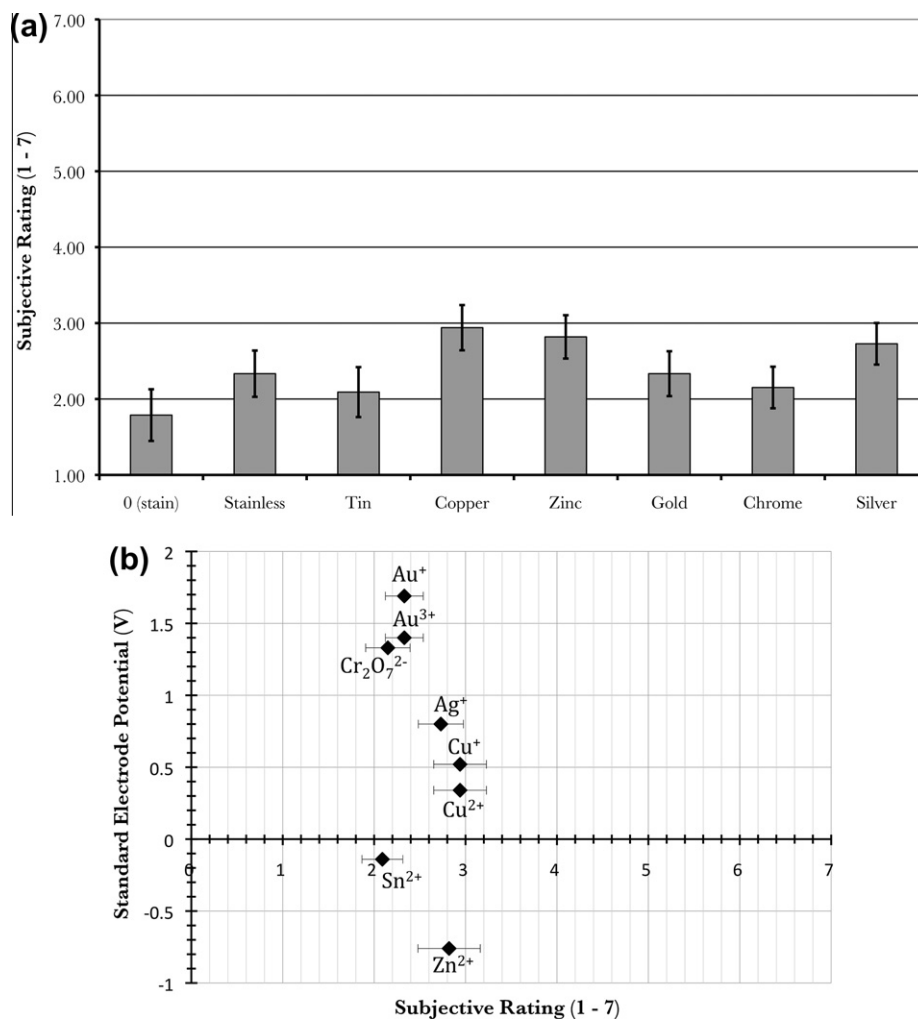 (a)
7.00
6.00
5.00
4.00
3.00
2.00
1.00
Subjective Rating (1 - 7)
0 (stain) Stainless Tin Copper Zinc Gold Chrome Silver
(b)
2
1.5
1
0.5
0
-0.5
-1
Standard Electrode Potential (V)
Au⁺
Au³⁺
Cr₂O₇²⁻
Ag⁺
Cu⁺
Cu²⁺
0 1 2 3 4 5 6 7
Sn²⁺
Zn²⁺
Subjective Rating (1 - 7)